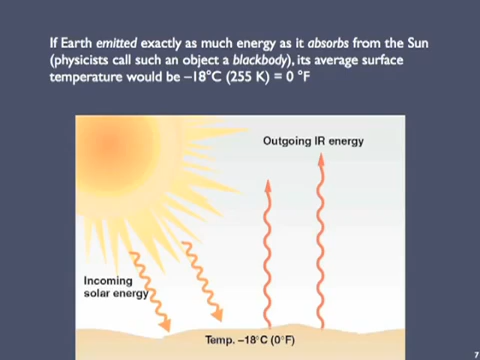 If Earth emitted exactly as much energy as it absorbs from the Sun
(physicists call such an object a blackbody), its average surface
temperature would be –18°C (255 K) = 0 °F
Outgoing IR energy
Incoming
solar energy
Temp. –18°C (0°F)
7